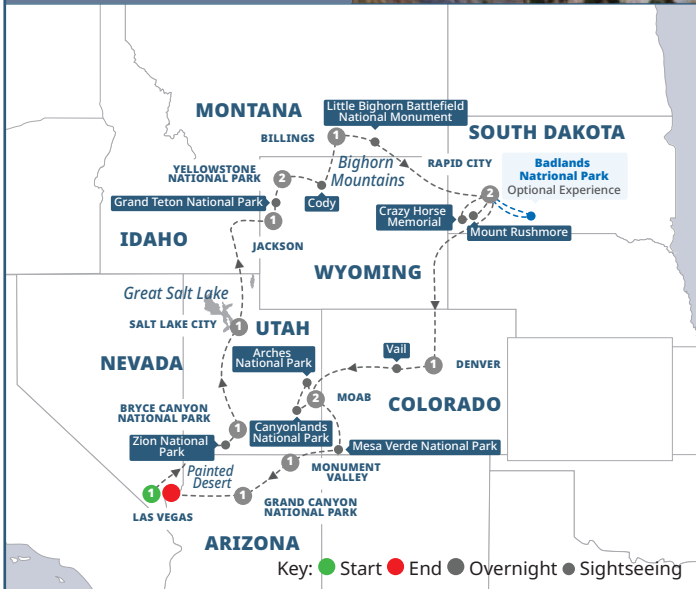 Little Bighorn Battlefield
National Monument
MONTANA
SOUTH DAKOTA
BILLINGS
1
Bighorn
Mountains
RAPID CITY
Badlands
Natrional Park
Optional Experience
YELLOWSTONE
NATIONAL PARK
2
2
Grand Teton National Park
Cody
Crazy Horse
Memorial
1
Mount Rushmore
IDAHO
JACKSON
WYOMING
Great Salt Lake
SALT LAKE CITY
1
UTAH
Arches
National Park
Vail
NEVADA
1
DENVER
2
MOAB
COLORADO
BRYCE CANYON
NATIONAL PARK
1
Canyonlands
National Park
Zion National
Park
Mesa Verde National Park
Painted
Desert
1
MONUMENT
VALLEY
1
1
GRAND CANYON
NATIONAL PARK
LAS VEGAS
ARIZONA
Key: Start End Overnight Sightseeing